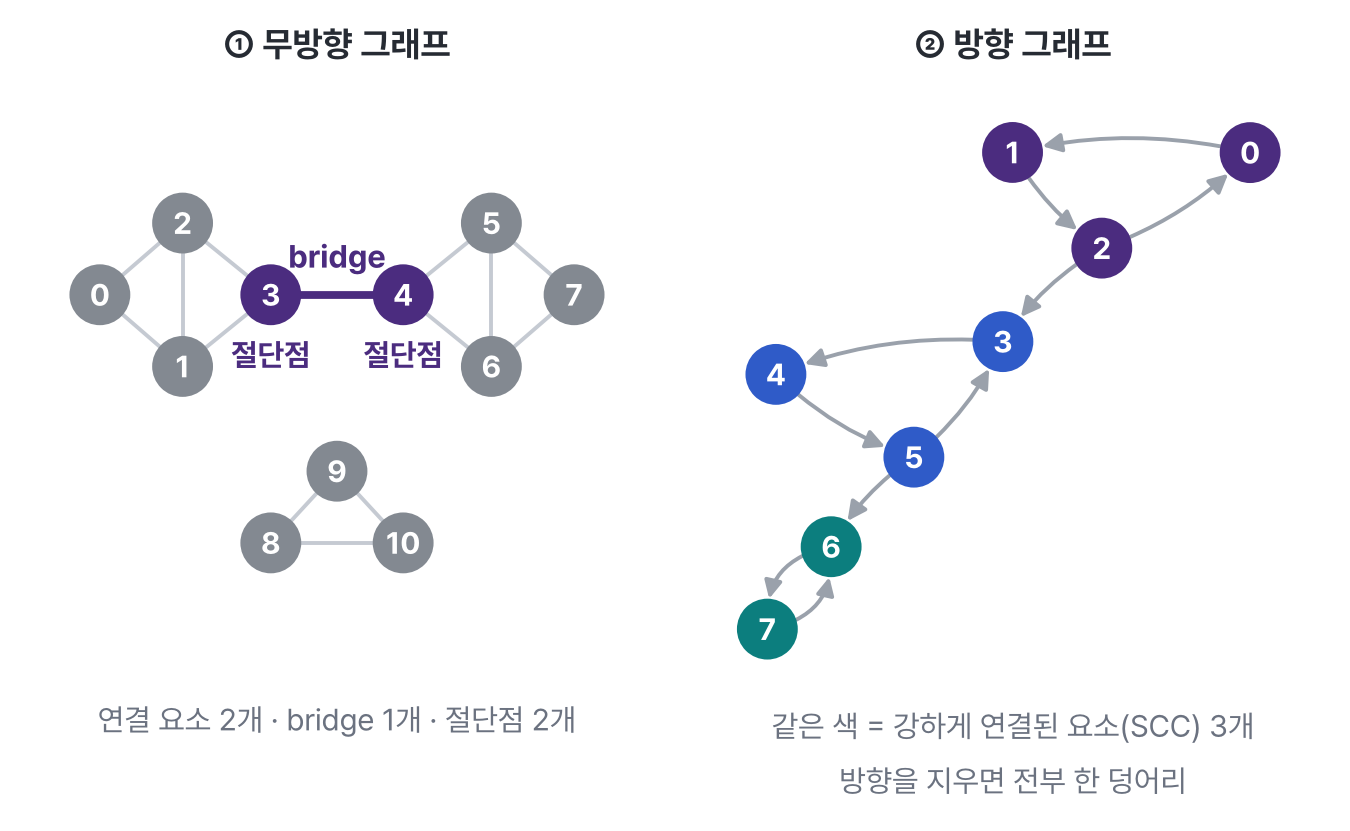 ① 무방향 그래프
2
5
bridge
0
3
4
7
절단점
절단점
1
6
9
8
10
연결 요소 2개 · bridge 1개 · 절단점 2개
② 방향 그래프
1
0
2
3
4
5
6
7
같은 색 = 강하게 연결된 요소(SCC) 3개
방향을 지우면 전부 한 덩어리